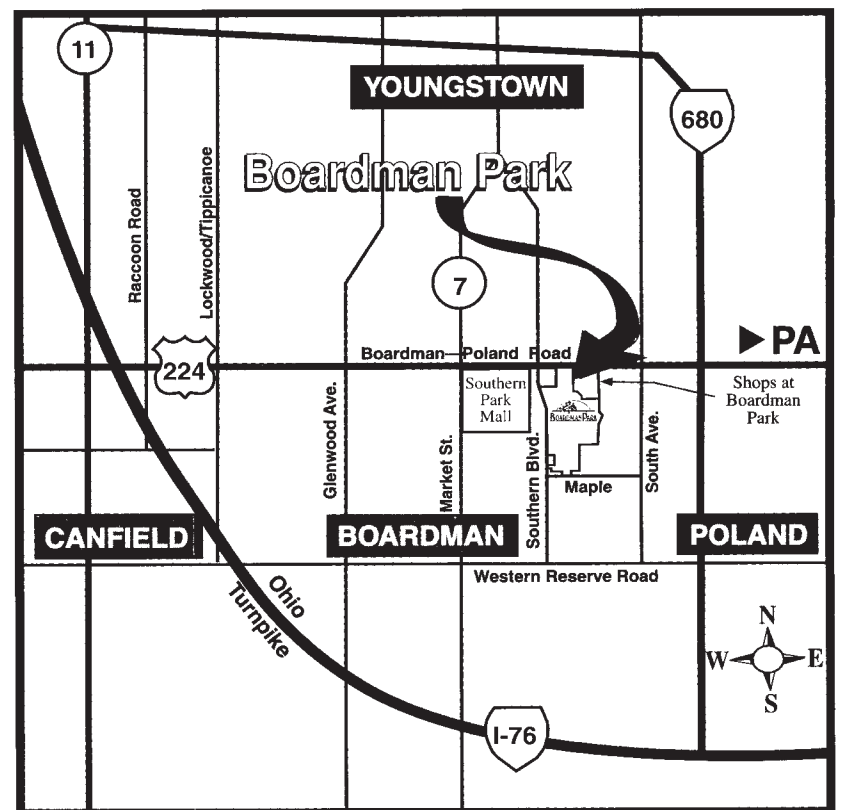 11
YOUNGSTOWN
680
Boardman Park
Raccoon Road
Lockwood/Tippicanoe
7
PA
Boardman—Poland Road
224
Southern
Park
Mall
BOARDMAN PARK
Shops at
Boardman
Park
Glenwood Ave.
Market St.
Southern Blvd.
South Ave.
Maple
CANFIELD
BOARDMAN
POLAND
Western Reserve Road
Ohio
Turnpike
N
W
E
S
I-76